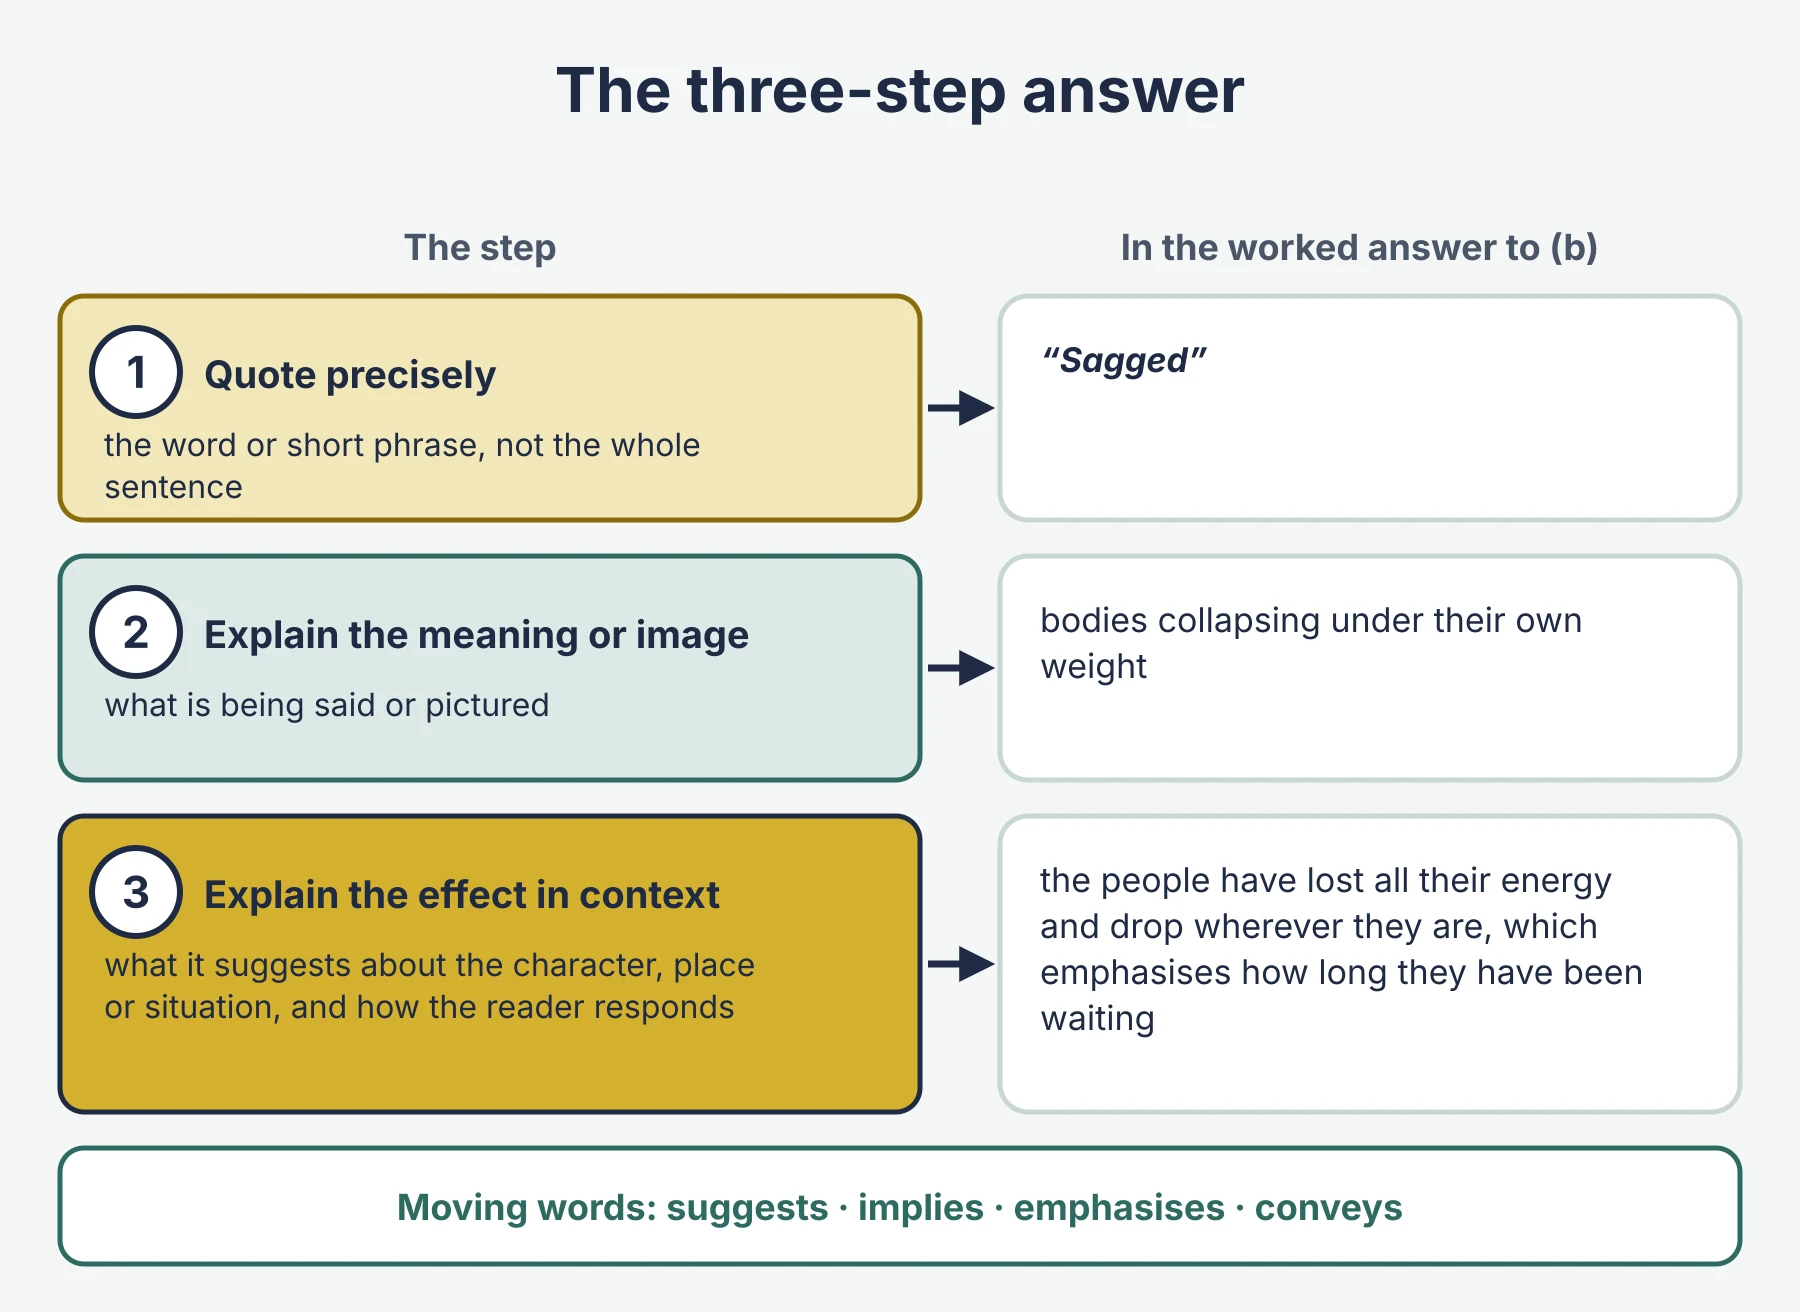 The three-step answer
The step
In the worked answer to (b)
1
Quote precisely
the word or short phrase, not the whole
sentence
“Sagged”
2
Explain the meaning or image
what is being said or pictured
bodies collapsing under their own
weight
3
Explain the effect in context
what it suggests about the character, place
or situation, and how the reader responds
the people have lost all their energy
and drop wherever they are, which
emphasises how long they have been
waiting
Moving words: suggests · implies · emphasises · conveys